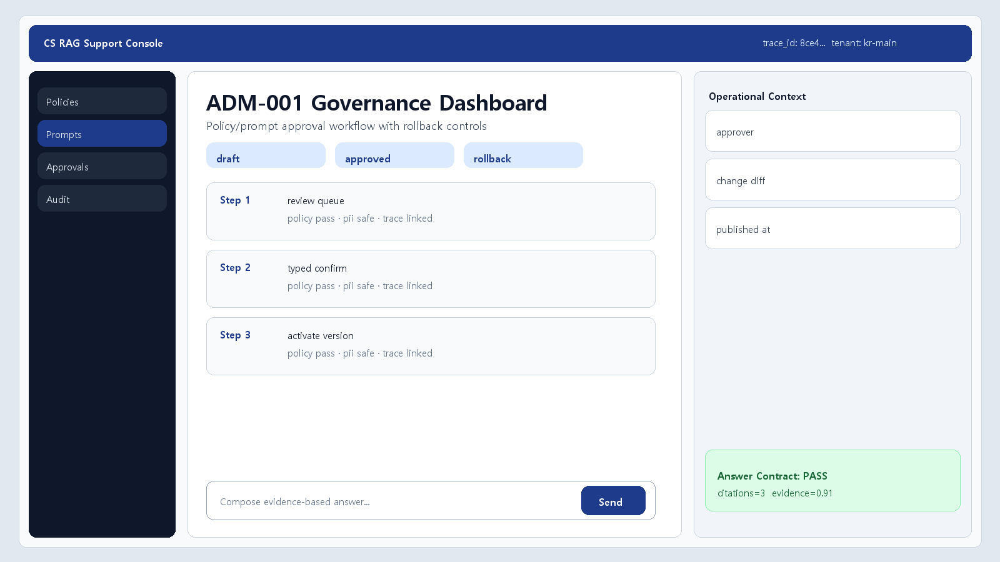 CS RAG Support Console
trace_id: 8ce4… tenant: kr-main
Policies
Prompts
Approvals
Audit
ADM-001 Governance Dashboard
Policy/prompt approval workflow with rollback controls
draft
approved
rollback
Step 1
review queue
policy pass · pii safe · trace linked
Step 2
typed confirm
policy pass · pii safe · trace linked
Step 3
activate version
policy pass · pii safe · trace linked
Compose evidence-based answer…
Send
Operational Context
approver
change diff
published at
Answer Contract: PASS
citations=3 evidence=0.91